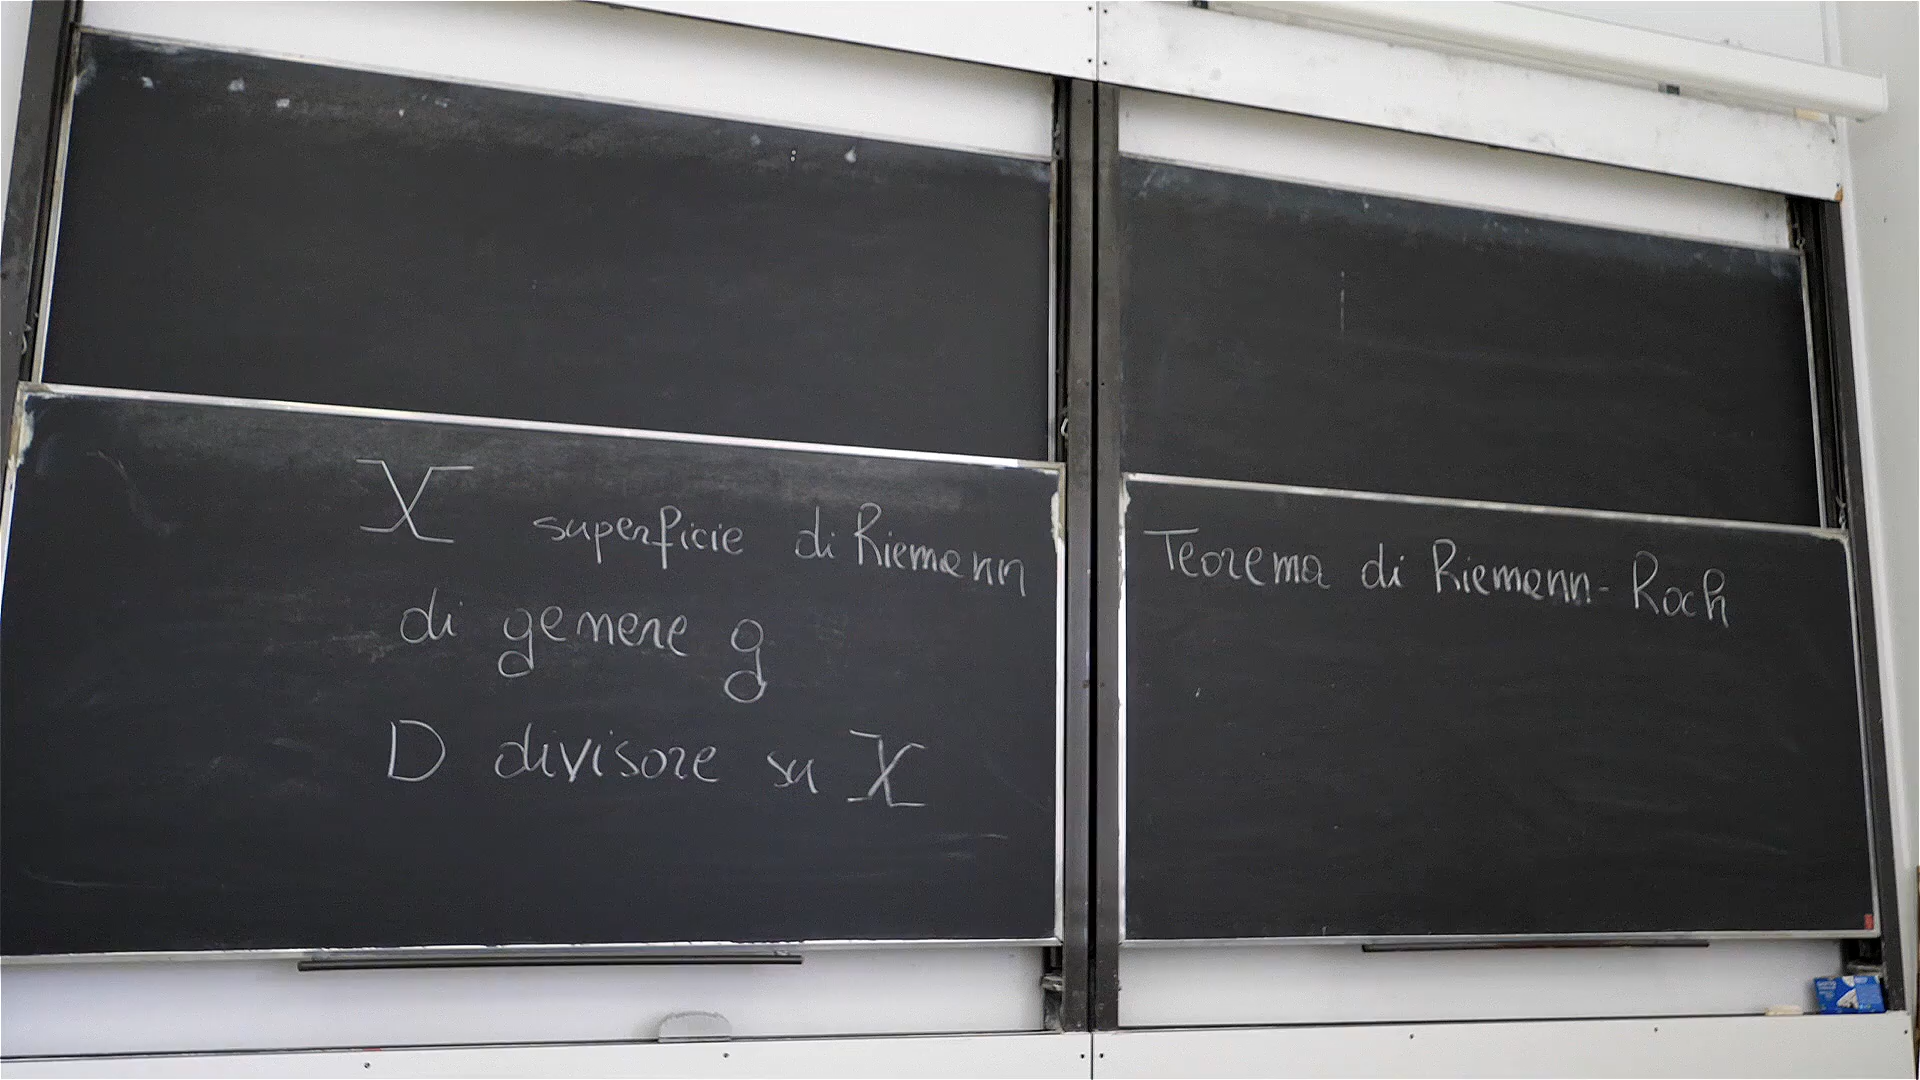 X superficie di Riemann
di genere g
D divisore su X
Teorema di Riemann-Roch